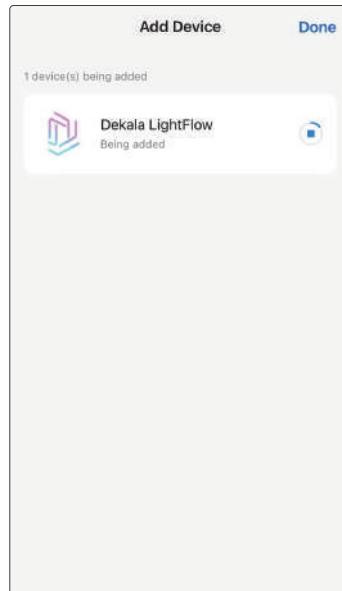 Add Device
Done
1 device(s) being added
Dekala LightFlow
Being added